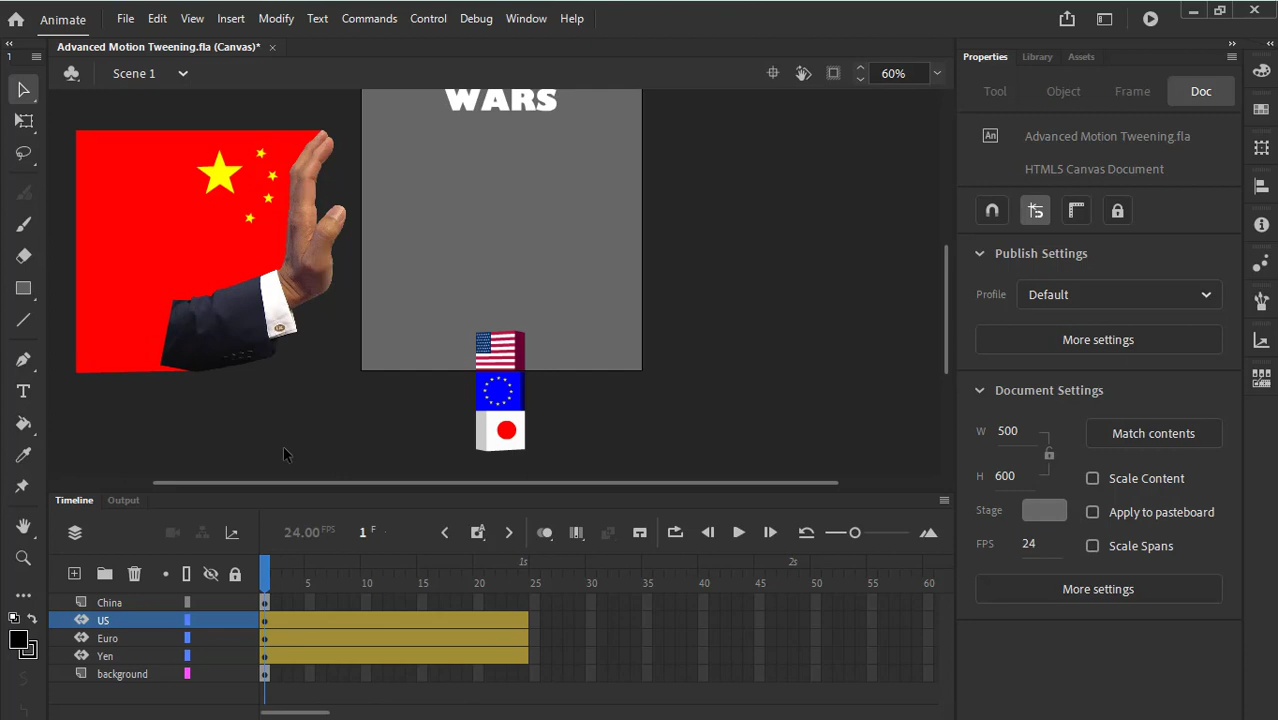 Animate File Edit View Insert Modify Text Commands Control Debug Window Help
Advanced Motion Tweening.fla (Canvas)*
Scene 1 60%
WARS
1
Properties Library Assets
Tool Object Frame Doc
An Advanced Motion Tweening.fla
HTML5 Canvas Document
Publish Settings
Profile Default
More settings
Document Settings
W 500 Match contents
H 600 Scale Content
Stage Apply to pasteboard
FPS 24 Scale Spans
More settings
Timeline Output
24.00 FPS 1 F
1s 2s
5 10 15 20 25 30 35 40 45 50 55 60
China
US
Euro
Yen
background